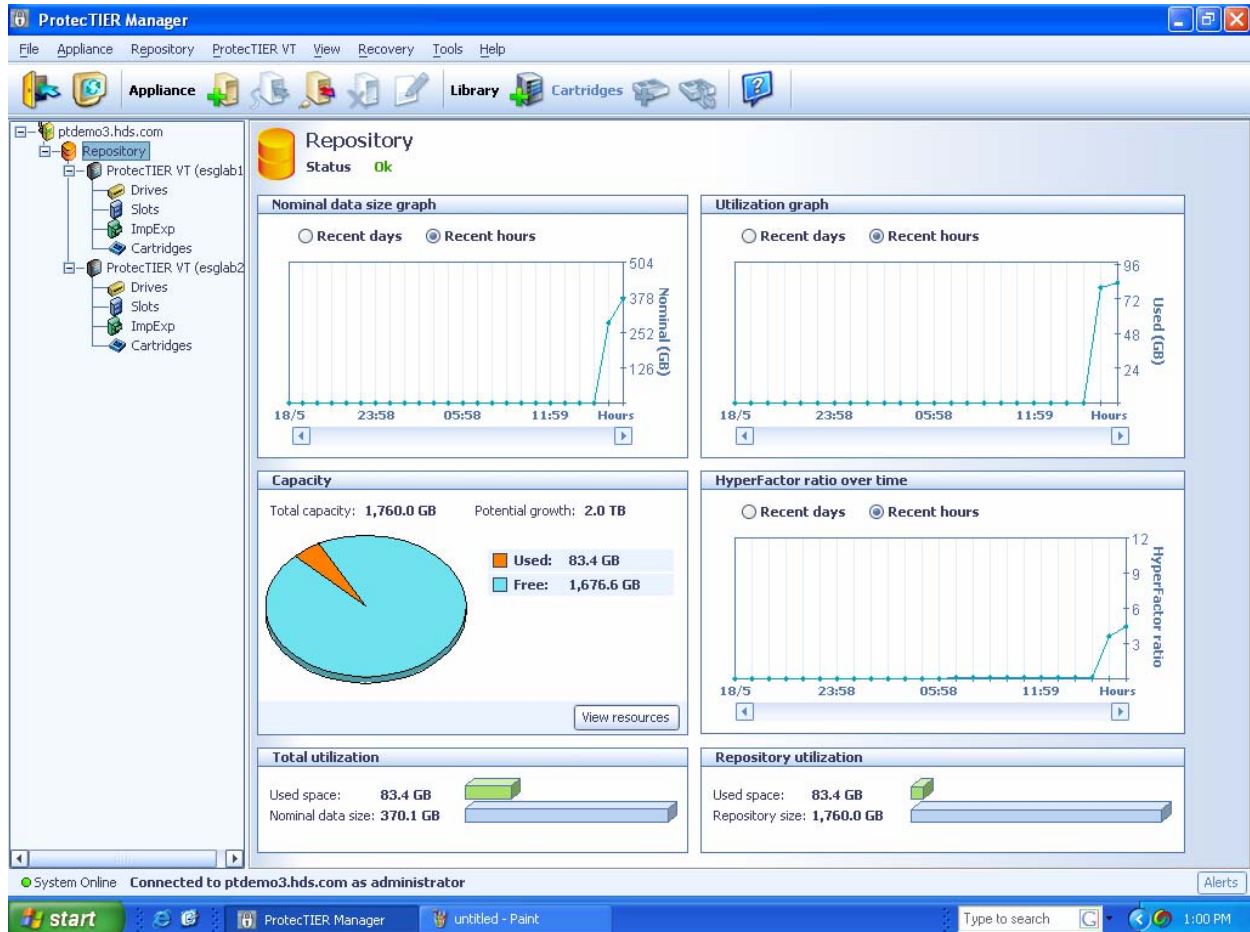 ProtecTIER Manager
File Appliance Repository ProtecTIER VT View Recovery Tools Help
Appliance Library Cartridges
ptdemo3.hds.com
Repository
ProtecTIER VT (esglab1
Drives
Slots
ImpExp
Cartridges
ProtecTIER VT (esglab2
Drives
Slots
ImpExp
Cartridges
Repository
Status Ok
Nominal data size graph
Recent days Recent hours
504
378
252
126
Nominal (GB)
18/5 23:58 05:58 11:59 Hours
Utilization graph
Recent days Recent hours
96
72
48
24
Used (GB)
18/5 23:58 05:58 11:59 Hours
Capacity
Total capacity: 1,760.0 GB Potential growth: 2.0 TB
Used: 83.4 GB
Free: 1,676.6 GB
View resources
HyperFactor ratio over time
Recent days Recent hours
12
9
6
3
HyperFactor ratio
18/5 23:58 05:58 11:59 Hours
Total utilization
Used space: 83.4 GB
Nominal data size: 370.1 GB
Repository utilization
Used space: 83.4 GB
Repository size: 1,760.0 GB
System Online Connected to ptdemo3.hds.com as administrator Alerts
start ProtecTIER Manager untitled - Paint Type to search G 1:00 PM